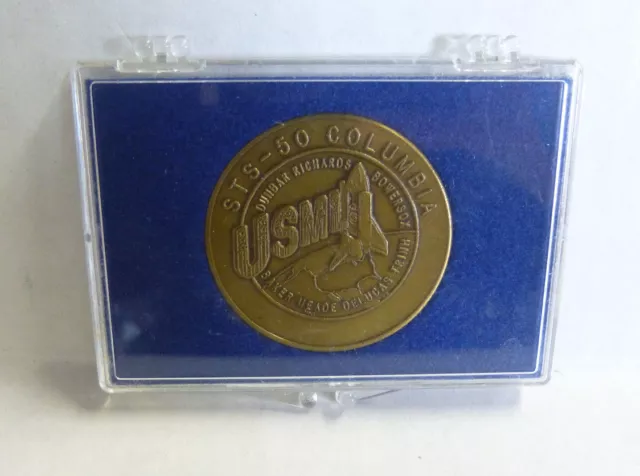 STS-50 COLUMBIA
DUNBAR RICHARDS BOWERSOX
USML
BAKER MEADE DELUCAS TRINH